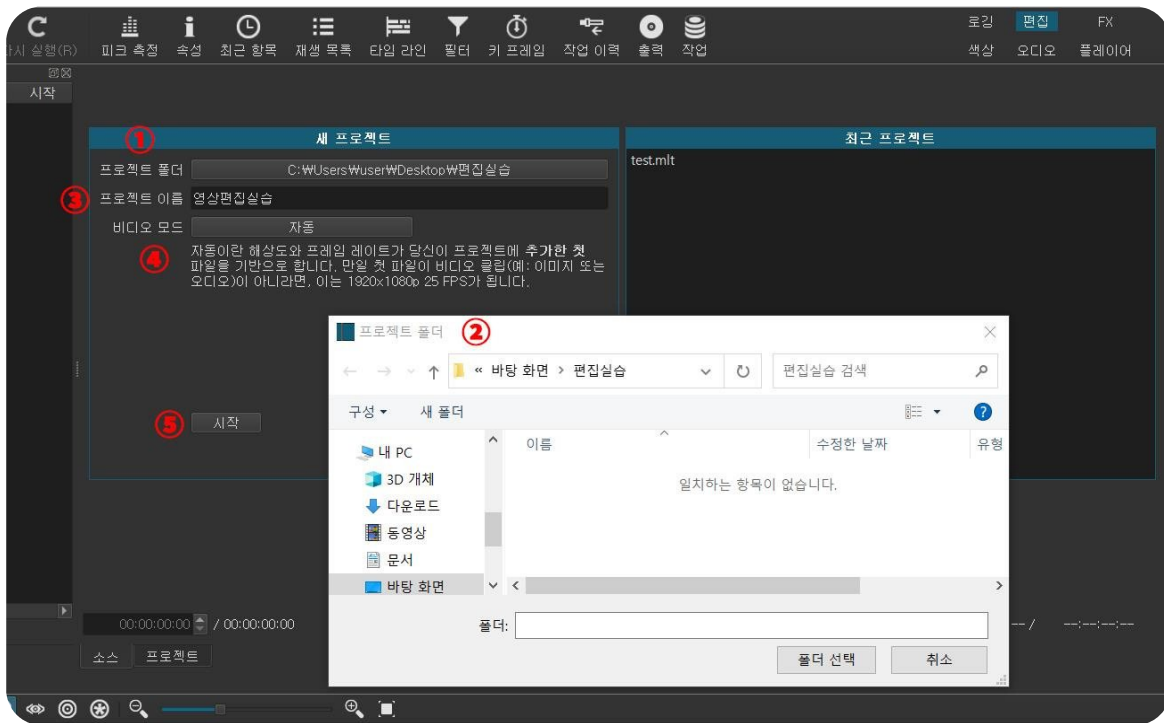 다시 실행(R) 피크 측정 속성 최근 항목 재생 목록 타임 라인 필터 키 프레임 작업 이력 출력 작업
로깅 편집 FX
색상 오디오 플레이어
시작
① 새 프로젝트
프로젝트 폴더 C:₩Users₩user₩Desktop₩편집실습
③ 프로젝트 이름 영상편집실습
비디오 모드 자동
④ 자동이란 해상도와 프레임 레이트가 당신이 프로젝트에 추가한 첫
파일을 기반으로 합니다. 만일 첫 파일이 비디오 클립(예: 이미지 또는
오디오)이 아니라면, 이는 1920x1080p 25 FPS가 됩니다.
⑤ 시작
최근 프로젝트
test.mlt
프로젝트 폴더 ②
« 바탕 화면 › 편집실습 편집실습 검색
구성 새 폴더
이름 수정한 날짜 유형
내 PC
3D 개체
다운로드
동영상
문서
바탕 화면
일치하는 항목이 없습니다.
폴더:
폴더 선택 취소
00:00:00:00 / 00:00:00:00
-- / --:--:--:--
소스 프로젝트